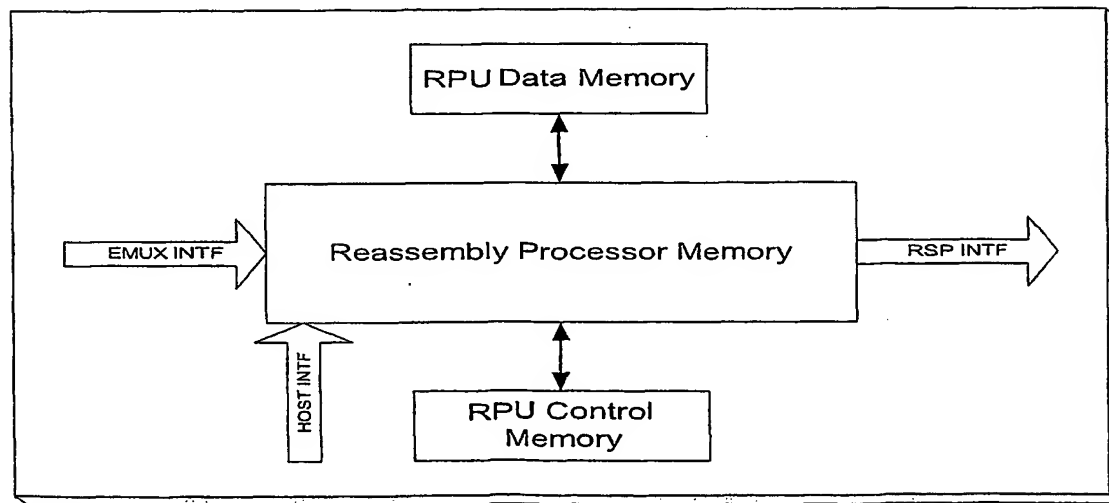 RPU Data Memory
EMUX INTF
Reassembly Processor Memory
RSP INTF
HOST INTF
RPU Control
Memory